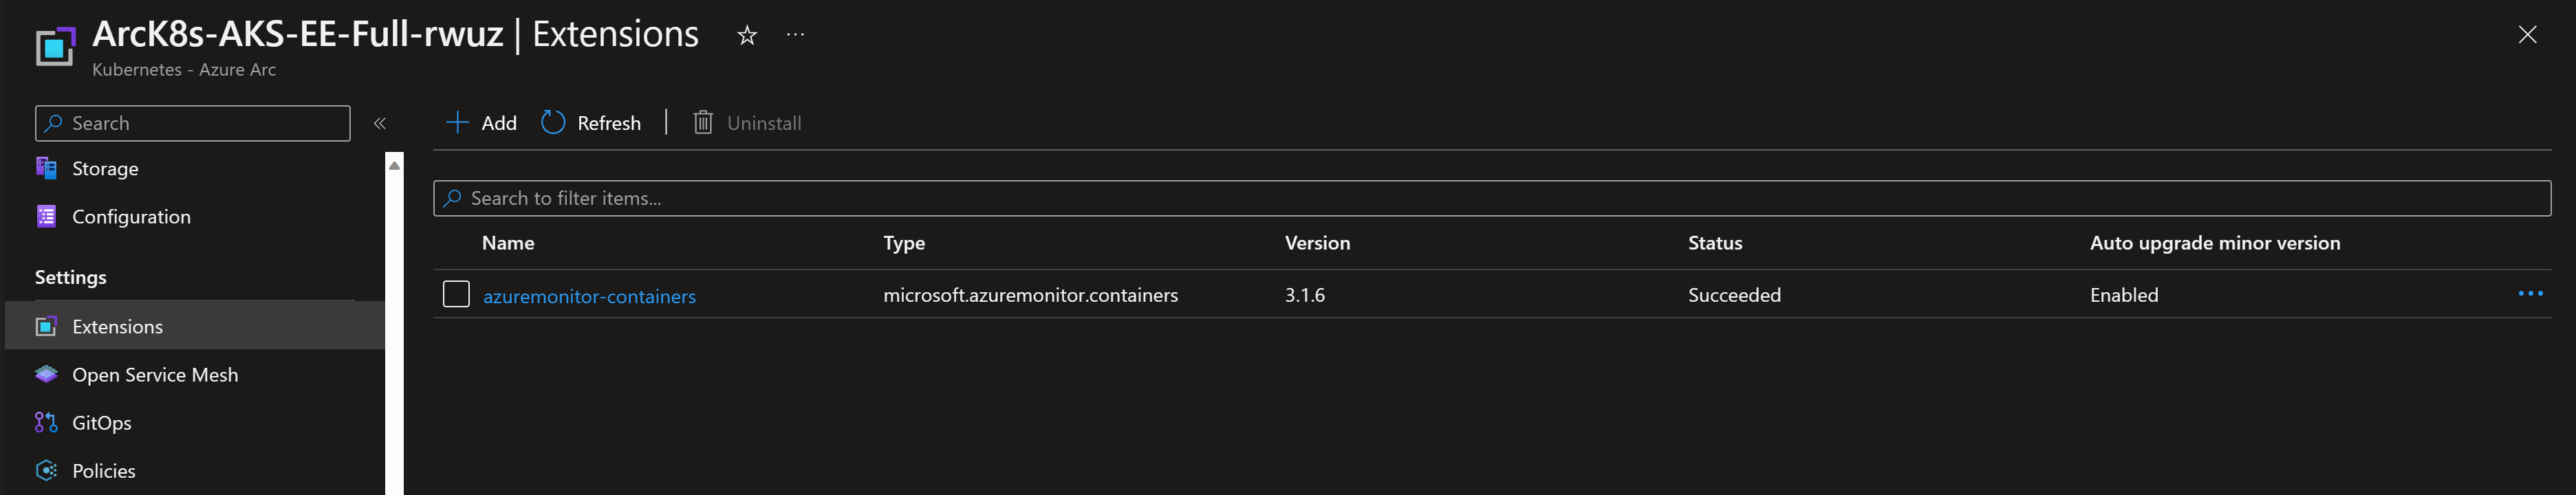 ArcK8s-AKS-EE-Full-rwuz | Extensions
Kubernetes - Azure Arc
Search
Storage
Configuration
Settings
Extensions
Open Service Mesh
GitOps
Policies
Add Refresh Uninstall
Search to filter items...
Name Type Version Status Auto upgrade minor version
azuremonitor-containers microsoft.azuremonitor.containers 3.1.6 Succeeded Enabled